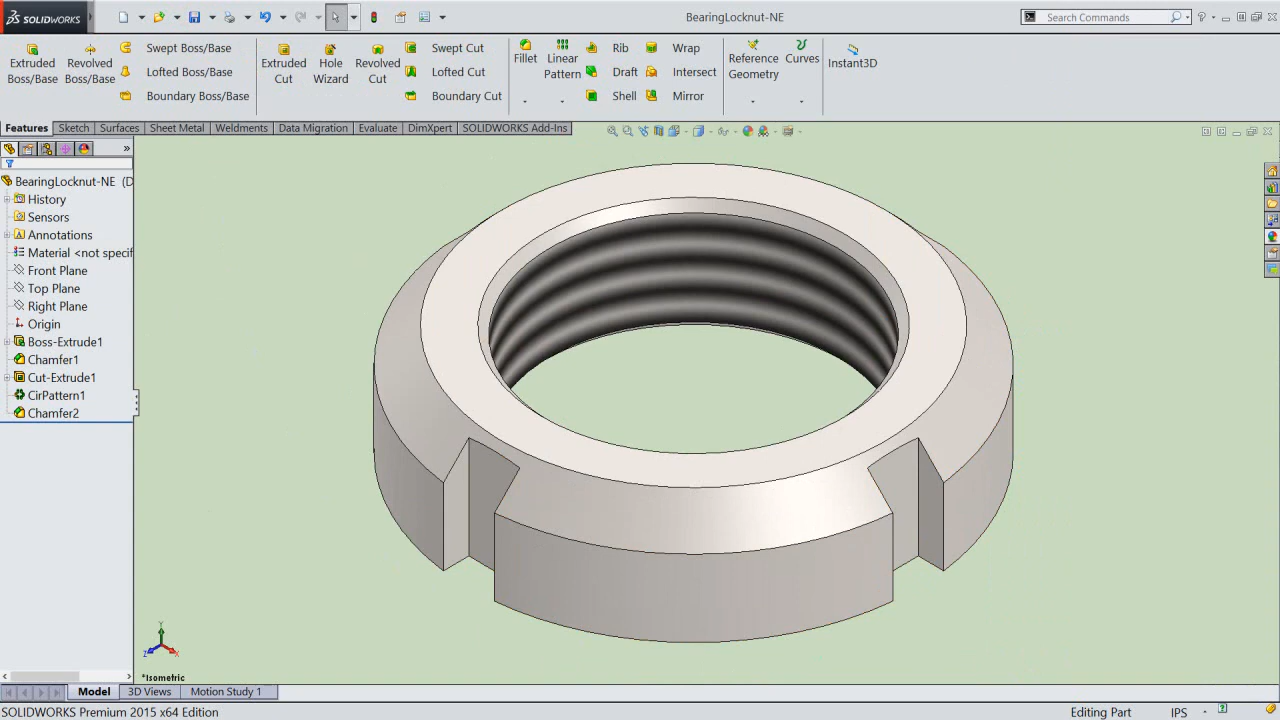 SOLIDWORKS
BearingLocknut-NE
Search Commands
Extruded Boss/Base
Revolved Boss/Base
Swept Boss/Base
Lofted Boss/Base
Boundary Boss/Base
Extruded Cut
Hole Wizard
Revolved Cut
Swept Cut
Lofted Cut
Boundary Cut
Fillet
Linear Pattern
Rib
Draft
Shell
Wrap
Intersect
Mirror
Reference Geometry
Curves
Instant3D
Features
Sketch
Surfaces
Sheet Metal
Weldments
Data Migration
Evaluate
DimXpert
SOLIDWORKS Add-Ins
BearingLocknut-NE (D
History
Sensors
Annotations
Material <not specif
Front Plane
Top Plane
Right Plane
Origin
Boss-Extrude1
Chamfer1
Cut-Extrude1
CirPattern1
Chamfer2
Y
Z
X
*Isometric
Model
3D Views
Motion Study 1
SOLIDWORKS Premium 2015 x64 Edition
Editing Part
IPS